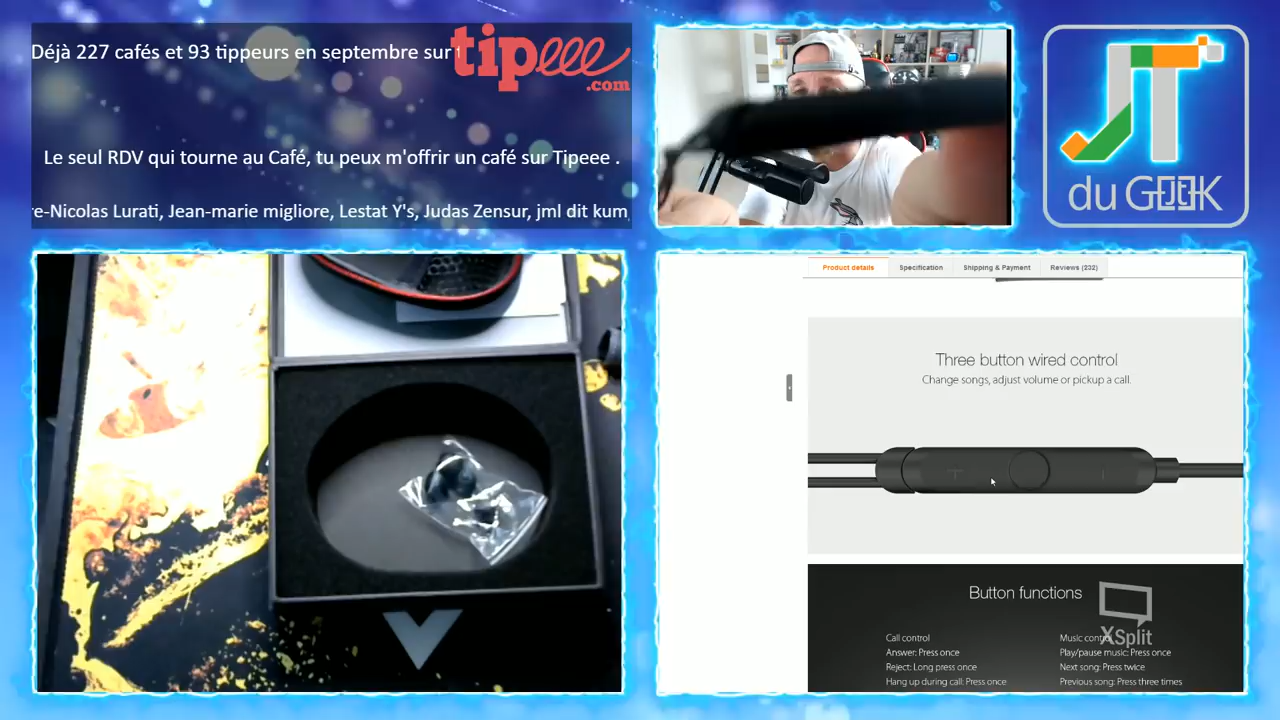 Déjà 227 cafés et 93 tippeurs en septembre sur
tipeee
.com
Le seul RDV qui tourne au Café, tu peux m'offrir un café sur Tipeee .
Lurati, Jean-marie migliore, Lestat Y's, Judas Zensur, jml dit kum
JT
du GEEK
Product details
Specification
Shipping & Payment
Reviews (232)
Three button wired control
Change songs, adjust volume or pickup a call.
Button functions
XSplit
Call control
Answer: Press once
Reject: Long press once
Hang up during call: Press once
Music control
Play/pause music: Press once
Next song: Press twice
Previous song: Press three times